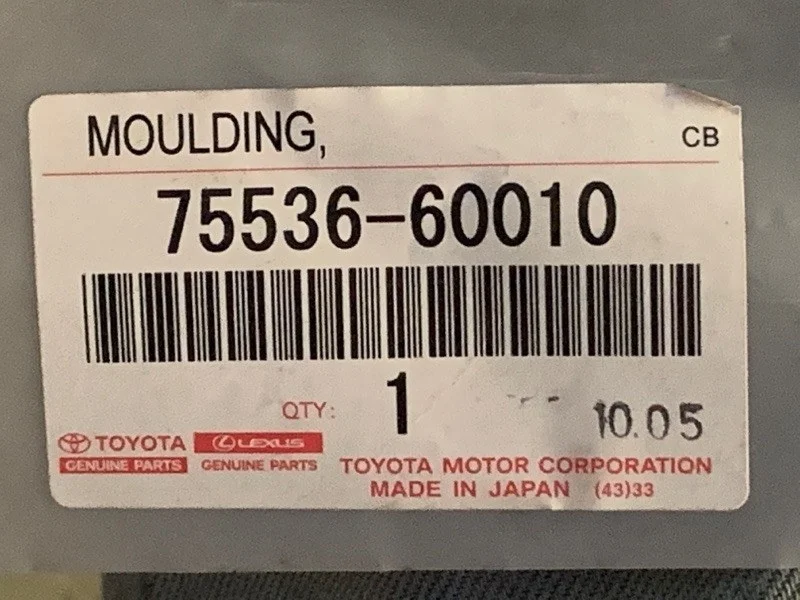 MOULDING,
CB
75536-60010
QTY: 1
10.05
TOYOTA
GENUINE PARTS
LEXUS
GENUINE PARTS
TOYOTA MOTOR CORPORATION
MADE IN JAPAN (43)33